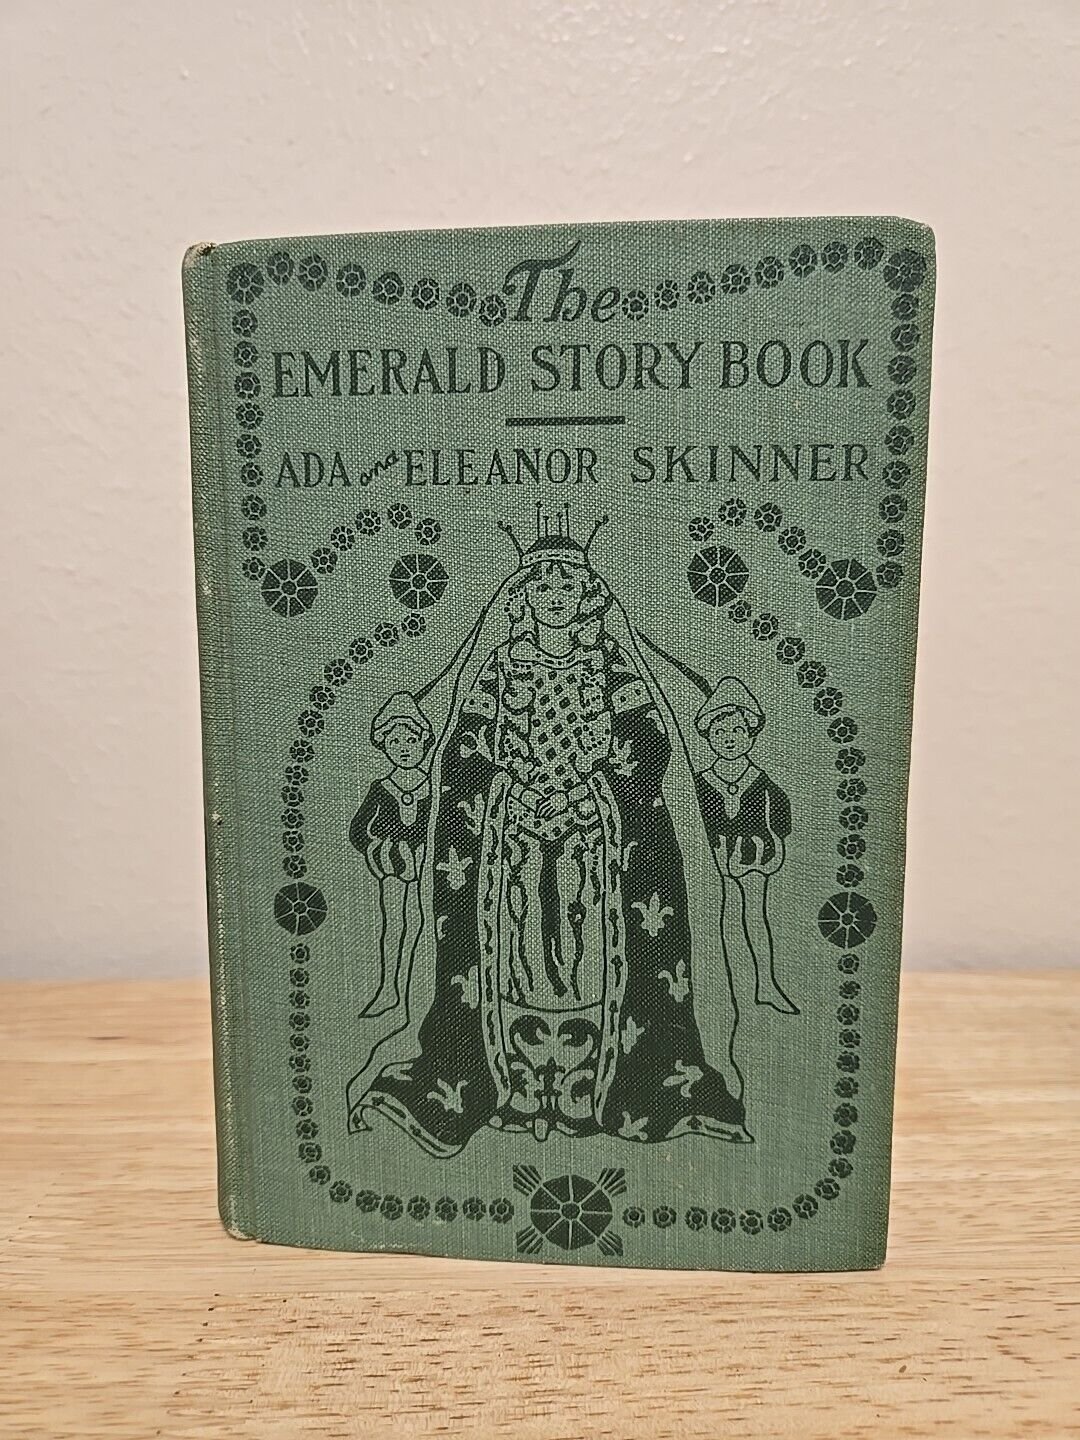 The
EMERALD STORY BOOK
ADA and ELEANOR SKINNER